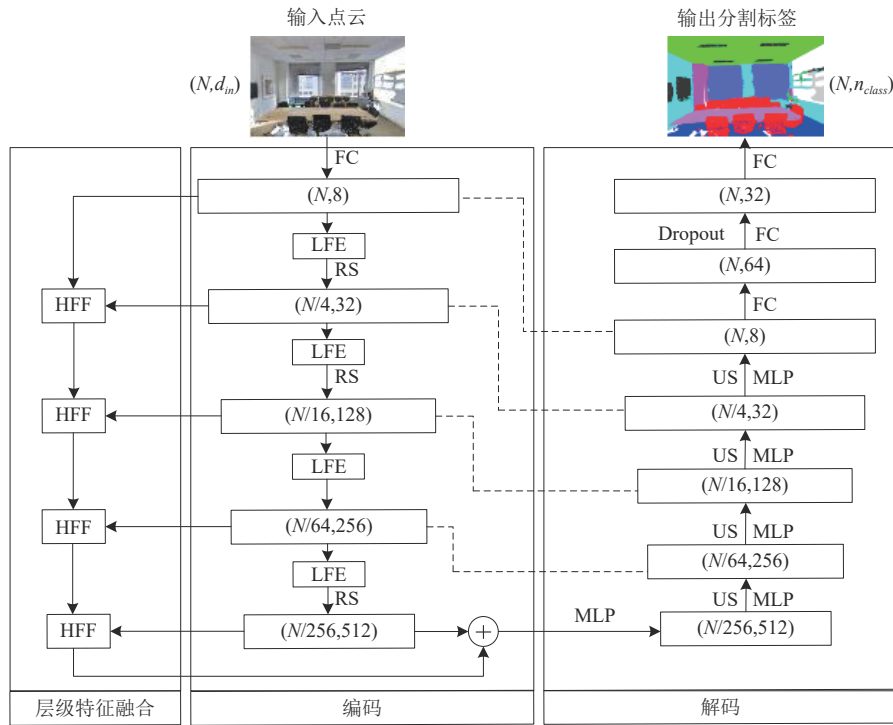 输入点云
输出分割标签
(N,d_in)
(N,n_class)
FC
FC
(N,8)
(N,32)
LFE
Dropout
FC
RS
(N,64)
HFF
(N/4,32)
FC
(N,8)
LFE
RS
US
MLP
HFF
(N/16,128)
(N/4,32)
US
MLP
LFE
(N/16,128)
HFF
(N/64,256)
US
MLP
(N/64,256)
LFE
RS
US
MLP
HFF
(N/256,512)
+
MLP
(N/256,512)
层级特征融合
编码
解码